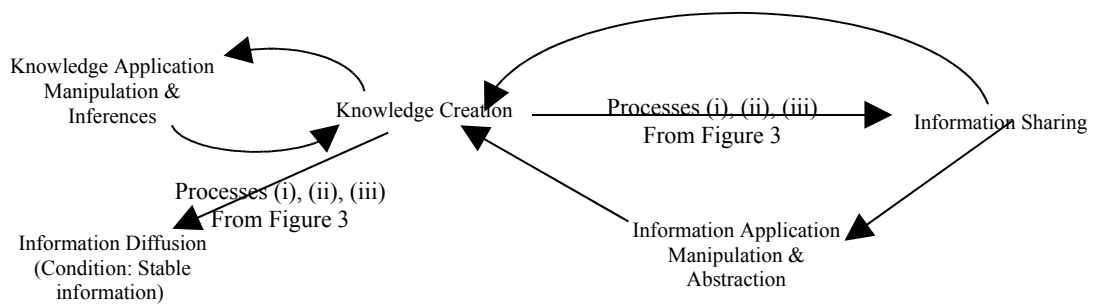 Knowledge Application
Manipulation &
Inferences
Knowledge Creation
Processes (i), (ii), (iii)
From Figure 3
Information Sharing
Processes (i), (ii), (iii)
From Figure 3
Information Diffusion
(Condition: Stable
information)
Information Application
Manipulation &
Abstraction